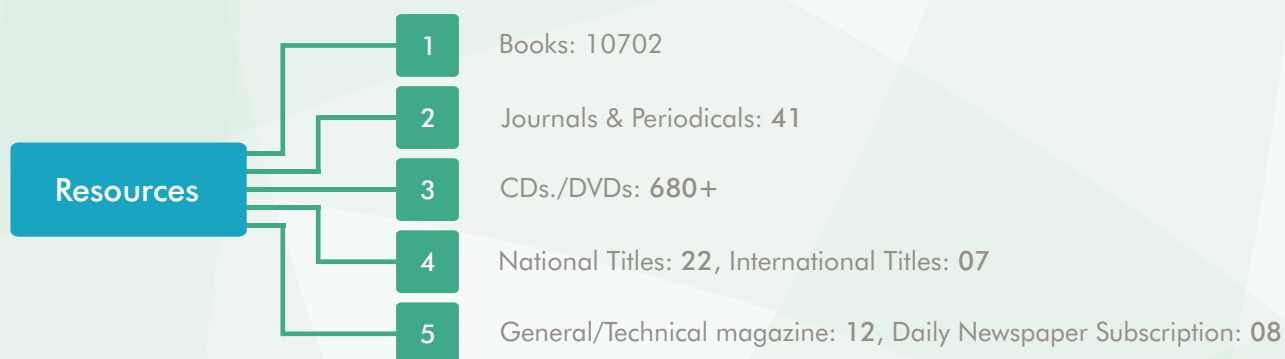 Resources
1
Books: 10702
2
Journals & Periodicals: 41
3
CDs./DVDs: 680+
4
National Titles: 22, International Titles: 07
5
General/Technical magazine: 12, Daily Newspaper Subscription: 08